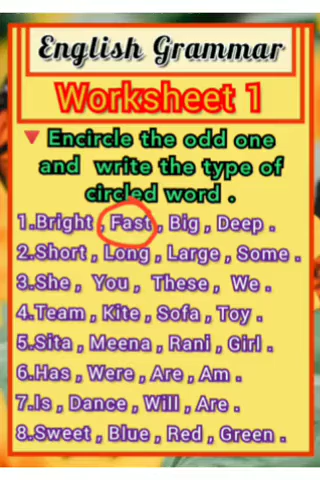 English Grammar
Worksheet 1
Encircle the odd one
and write the type of
circled word .
1.Bright , Fast , Big , Deep .
2.Short , Long , Large , Some .
3.She , You , These , We .
4.Team , Kite , Sofa , Toy .
5.Sita , Meena , Rani , Girl .
6.Has , Were , Are , Am .
7.Is , Dance , Will , Are .
8.Sweet , Blue , Red , Green .